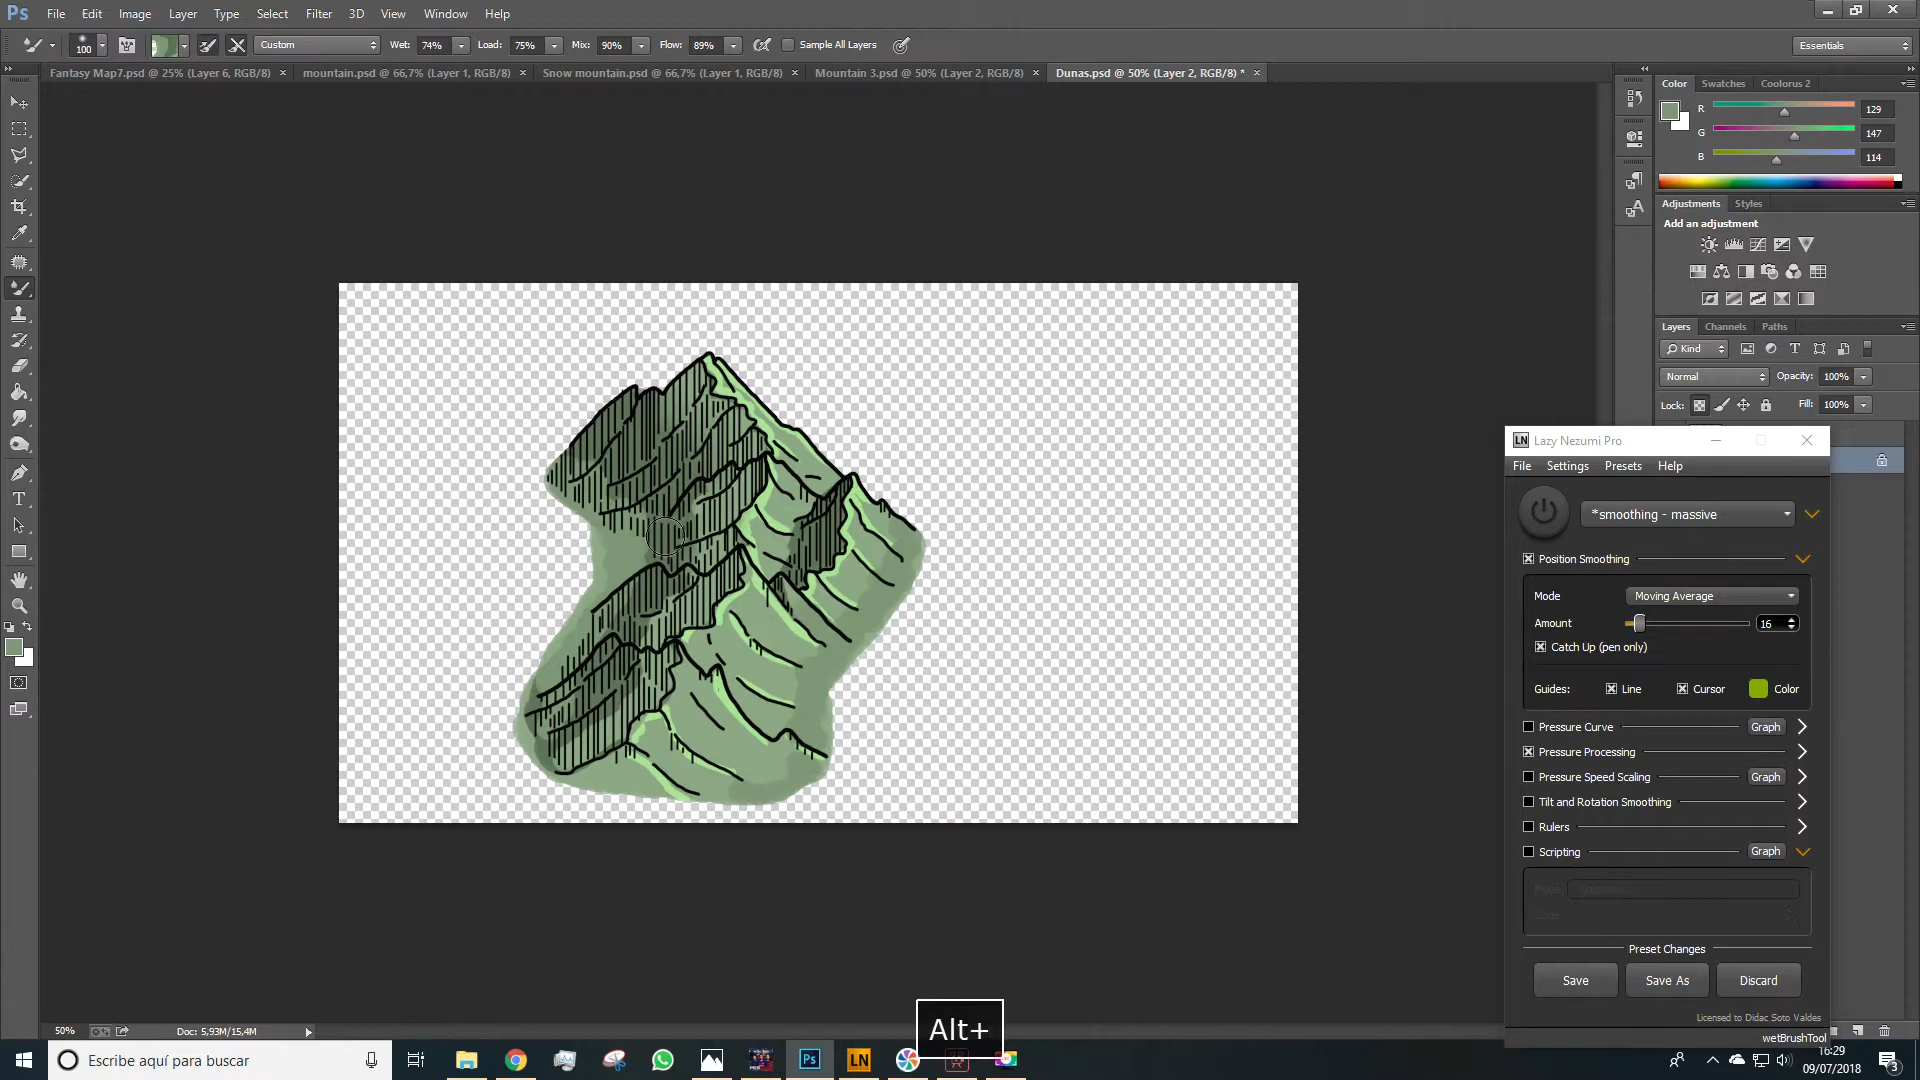 Ps File Edit Image Layer Type Select Filter 3D View Window Help
100 Custom Wet: 74% Load: 75% Mix: 90% Flow: 89% Sample All Layers Essentials
Fantasy Map7.psd @ 25% (Layer 6, RGB/8) × mountain.psd @ 66,7% (Layer 1, RGB/8) × Snow mountain.psd @ 66,7% (Layer 1, RGB/8) × Mountain 3.psd @ 50% (Layer 2, RGB/8) × Dunas.psd @ 50% (Layer 2, RGB/8) * ×
Color Swatches Coolorus 2
R 129
G 147
B 114
Adjustments Styles
Add an adjustment
Layers Channels Paths
Kind
Normal Opacity: 100%
Lock: Fill: 100%
LN Lazy Nezumi Pro
File Settings Presets Help
*smoothing - massive
Position Smoothing
Mode Moving Average
Amount 16
Catch Up (pen only)
Guides: Line Cursor Color
Pressure Curve Graph
Pressure Processing
Pressure Speed Scaling Graph
Tilt and Rotation Smoothing
Rulers
Scripting Graph
Preset Changes
Save Save As Discard
Licensed to Didac Soto Valdes
wetBrushTool
50% Doc: 5,93M/15,4M
Alt+
Escribe aquí para buscar
Ps LN
16:29
09/07/2018
3